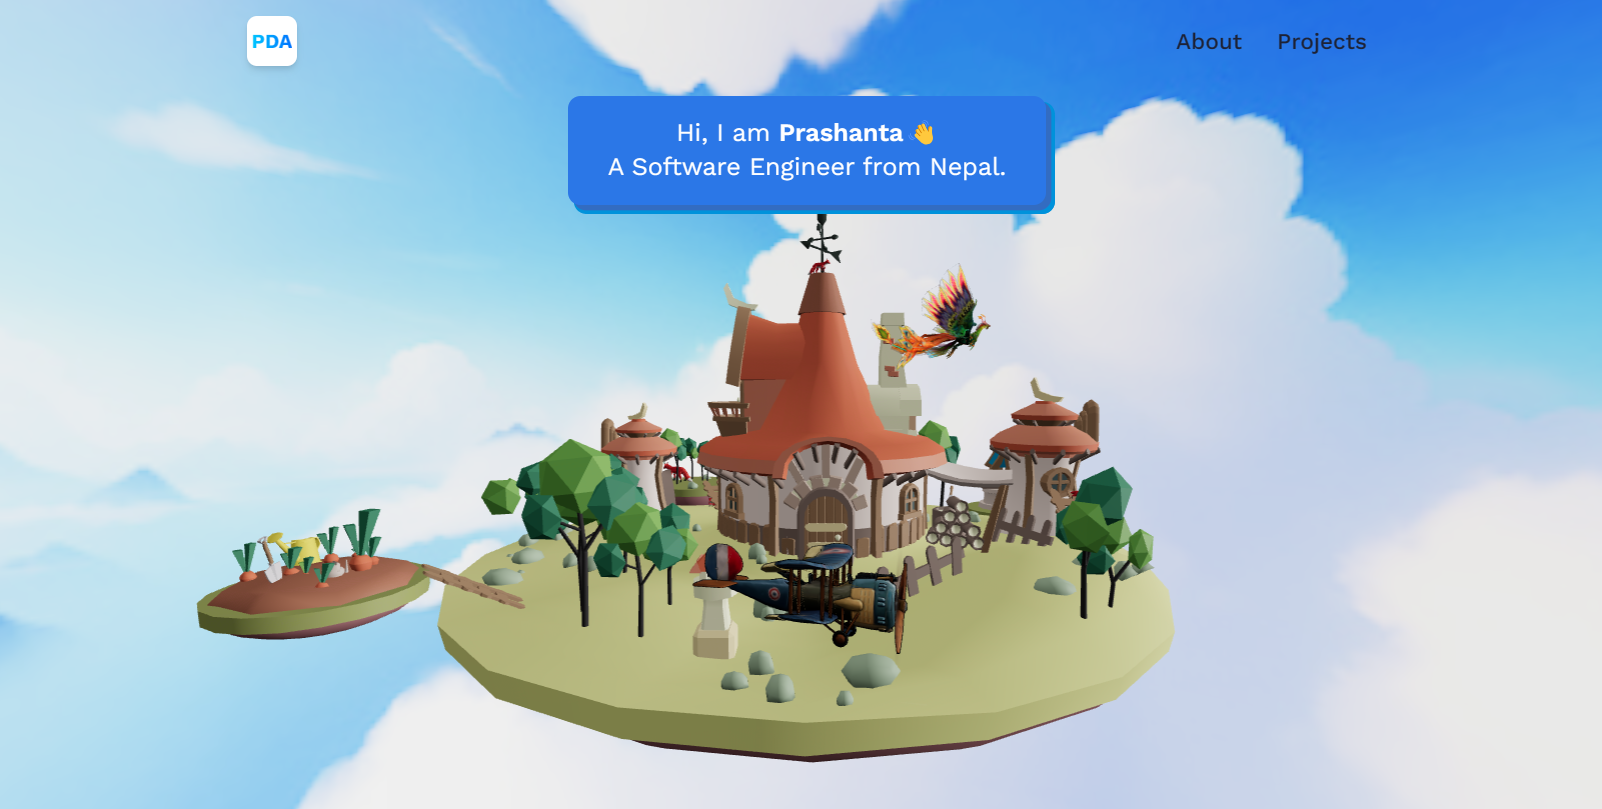 PDA
About
Projects
Hi, I am Prashanta 👋
A Software Engineer from Nepal.